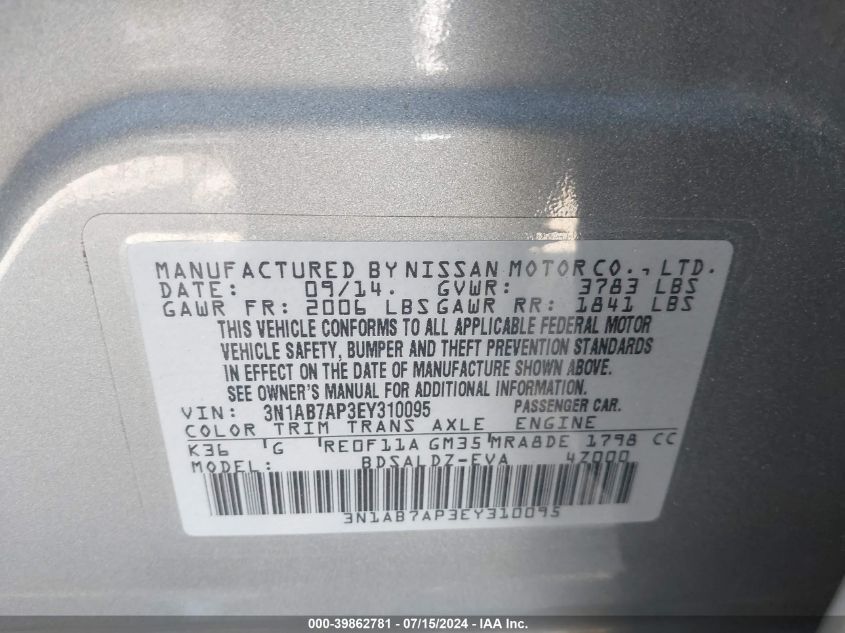 MANUFACTURED BY NISSAN MOTOR CO., LTD.
DATE: 09/14. GVWR: 3783 LBS
GAWR FR: 2006 LBS GAWR RR: 1841 LBS
THIS VEHICLE CONFORMS TO ALL APPLICABLE FEDERAL MOTOR
VEHICLE SAFETY, BUMPER AND THEFT PREVENTION STANDARDS
IN EFFECT ON THE DATE OF MANUFACTURE SHOWN ABOVE.
SEE OWNER'S MANUAL FOR ADDITIONAL INFORMATION.
VIN: 3N1AB7AP3EY310095 PASSENGER CAR.
COLOR TRIM TRANS AXLE ENGINE
K36 'G 'RE0F11A GM35 'MRA8DE 1798 CC
MODEL: BDSALDZ-EVA 4Z000
3N1AB7AP3EY310095
000-39862781 - 07/15/2024 - IAA Inc.